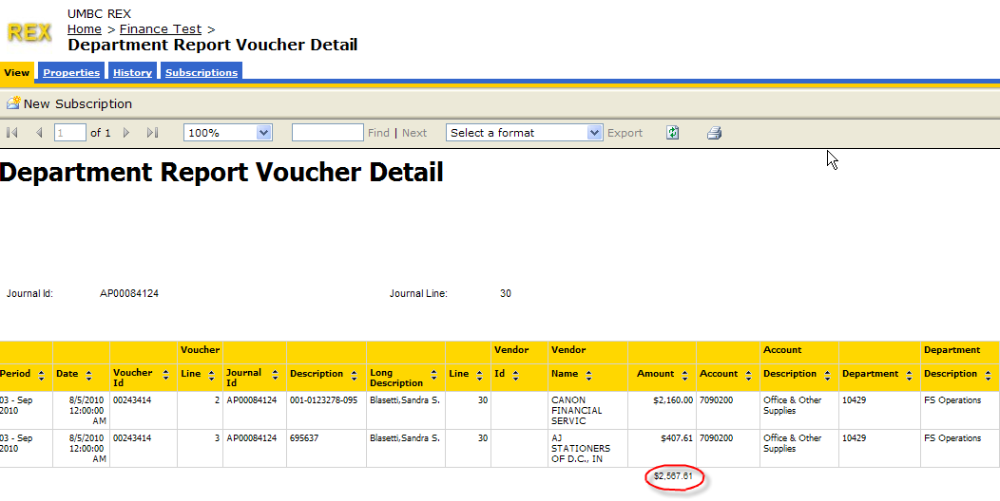 REX
UMBC REX
Home > Finance Test >
Department Report Voucher Detail
View Properties History Subscriptions
New Subscription
1 of 1 100% Find | Next Select a format Export
Department Report Voucher Detail
Journal Id: AP00084124 Journal Line: 30
Voucher Vendor Vendor Account Department
Period Date Voucher Id Line Journal Id Description Long Description Line Id Name Amount Account Description Department Description
03 - Sep 8/5/2010 00243414 2 AP00084124 001-0123278-095 Blasetti,Sandra S. 30 CANON $2,160.00 7090200 Office & Other 10429 FS Operations
2010 12:00:00 FINANCIAL Supplies
AM SERVIC
03 - Sep 8/5/2010 00243414 3 AP00084124 695637 Blasetti,Sandra S. 30 AJ $407.61 7090200 Office & Other 10429 FS Operations
2010 12:00:00 STATIONERS Supplies
AM OF D.C., IN
$2,567.61